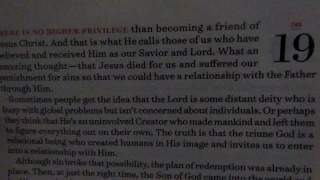 THERE IS NO HIGHER PRIVILEGE than becoming a friend of
Jesus Christ. And that is what He calls those of us who have
believed and received Him as our Savior and Lord. What an
amazing thought—that Jesus died for us and suffered our
punishment for sins so that we could have a relationship with the Father
through Him.
Sometimes people get the idea that the Lord is some distant deity who is
busy with global problems but isn't concerned about individuals. Or perhaps
they think that He's an uninvolved Creator who made mankind and left them
to figure everything out on their own. The truth is that the triune God is a
relational being who created humans in His image and invites us to enter
into a relationship with Him.
Although sin broke that possibility, the plan of redemption was already in
place. Then, at just the right time, the Son of God came into the world
19